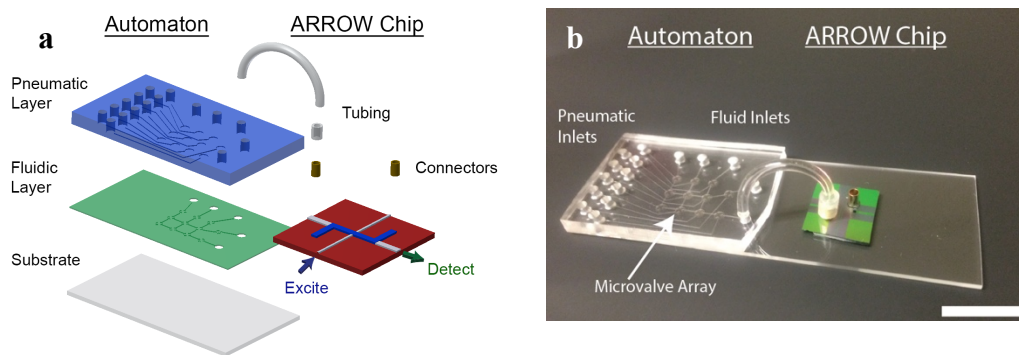 a
Automaton
ARROW Chip
Pneumatic
Layer
Tubing
Fluidic
Layer
Connectors
Substrate
Excite
Detect
b
Automaton
ARROW Chip
Pneumatic
Inlets
Fluid Inlets
Microvalve Array